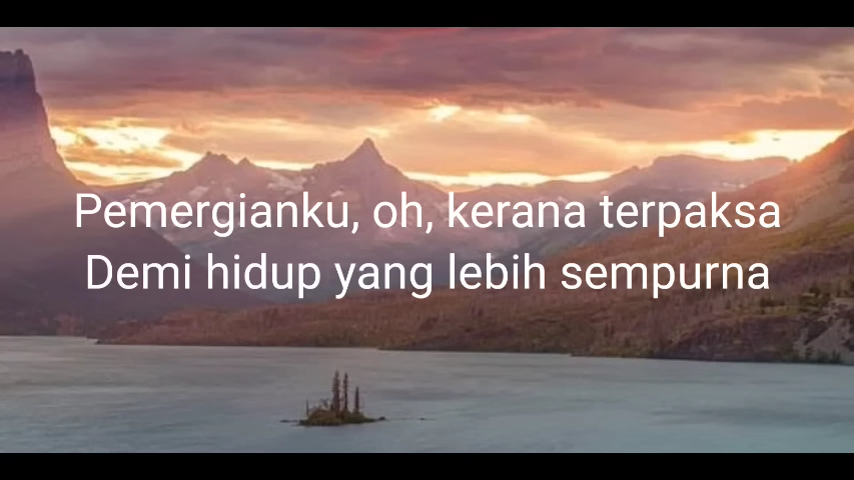 Pemergianku, oh, kerana terpaksa
Demi hidup yang lebih sempurna